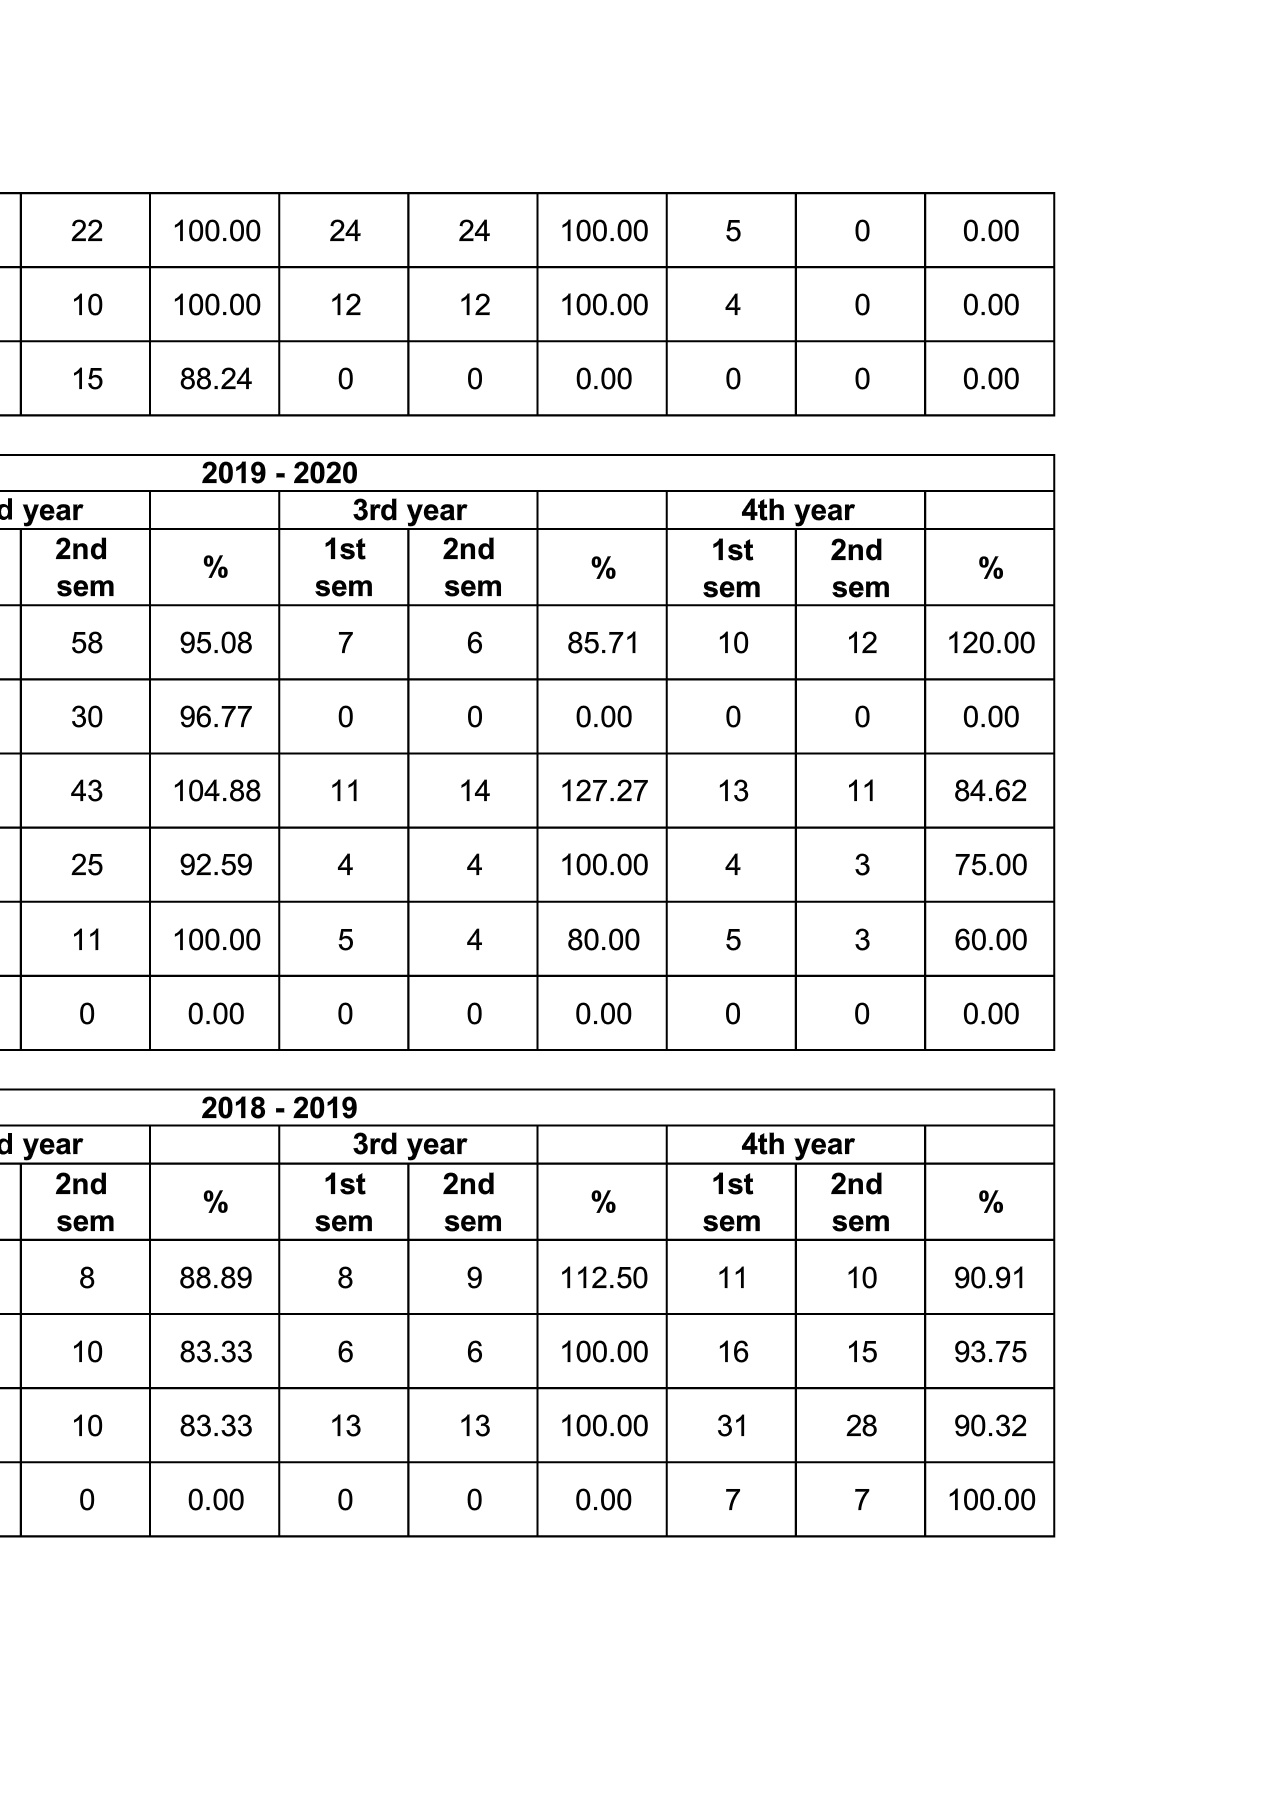 22 100.00 24 24 100.00 5 0 0.00
10 100.00 12 12 100.00 4 0 0.00
15 88.24 0 0 0.00 0 0 0.00
2019 - 2020
d year 3rd year 4th year
2nd sem % 1st sem 2nd sem % 1st sem 2nd sem %
58 95.08 7 6 85.71 10 12 120.00
30 96.77 0 0 0.00 0 0 0.00
43 104.88 11 14 127.27 13 11 84.62
25 92.59 4 4 100.00 4 3 75.00
11 100.00 5 4 80.00 5 3 60.00
0 0.00 0 0 0.00 0 0 0.00
2018 - 2019
d year 3rd year 4th year
2nd sem % 1st sem 2nd sem % 1st sem 2nd sem %
8 88.89 8 9 112.50 11 10 90.91
10 83.33 6 6 100.00 16 15 93.75
10 83.33 13 13 100.00 31 28 90.32
0 0.00 0 0 0.00 7 7 100.00